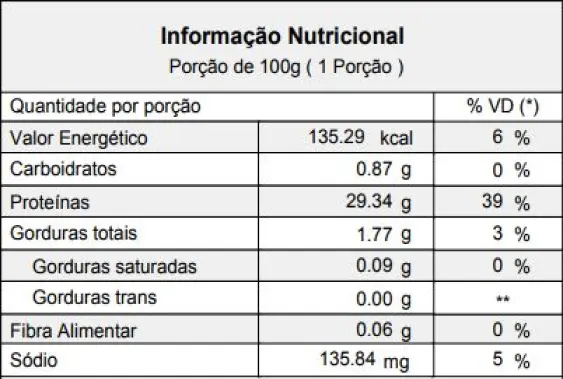 Informação Nutricional
Porção de 100g ( 1 Porção )
Quantidade por porção % VD (*)
Valor Energético 135.29 kcal 6 %
Carboidratos 0.87 g 0 %
Proteínas 29.34 g 39 %
Gorduras totais 1.77 g 3 %
Gorduras saturadas 0.09 g 0 %
Gorduras trans 0.00 g **
Fibra Alimentar 0.06 g 0 %
Sódio 135.84 mg 5 %